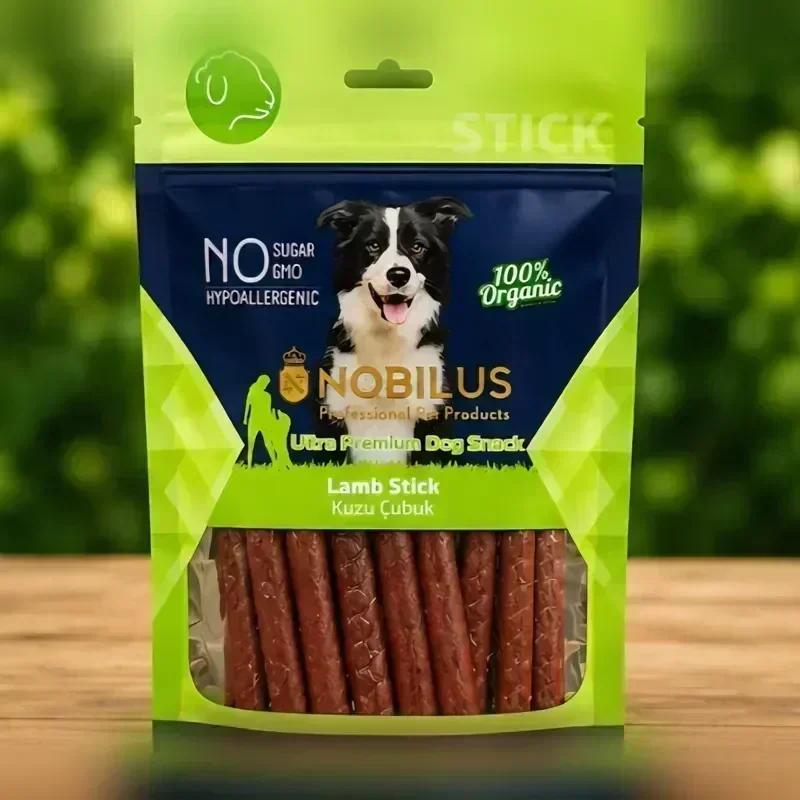 STICK
NO SUGAR
GMO
HYPOALLERGENIC
100%
Organic
NOBILUS
Professional Pet Products
Ultra Premium Dog Snack
Lamb Stick
Kuzu Çubuk